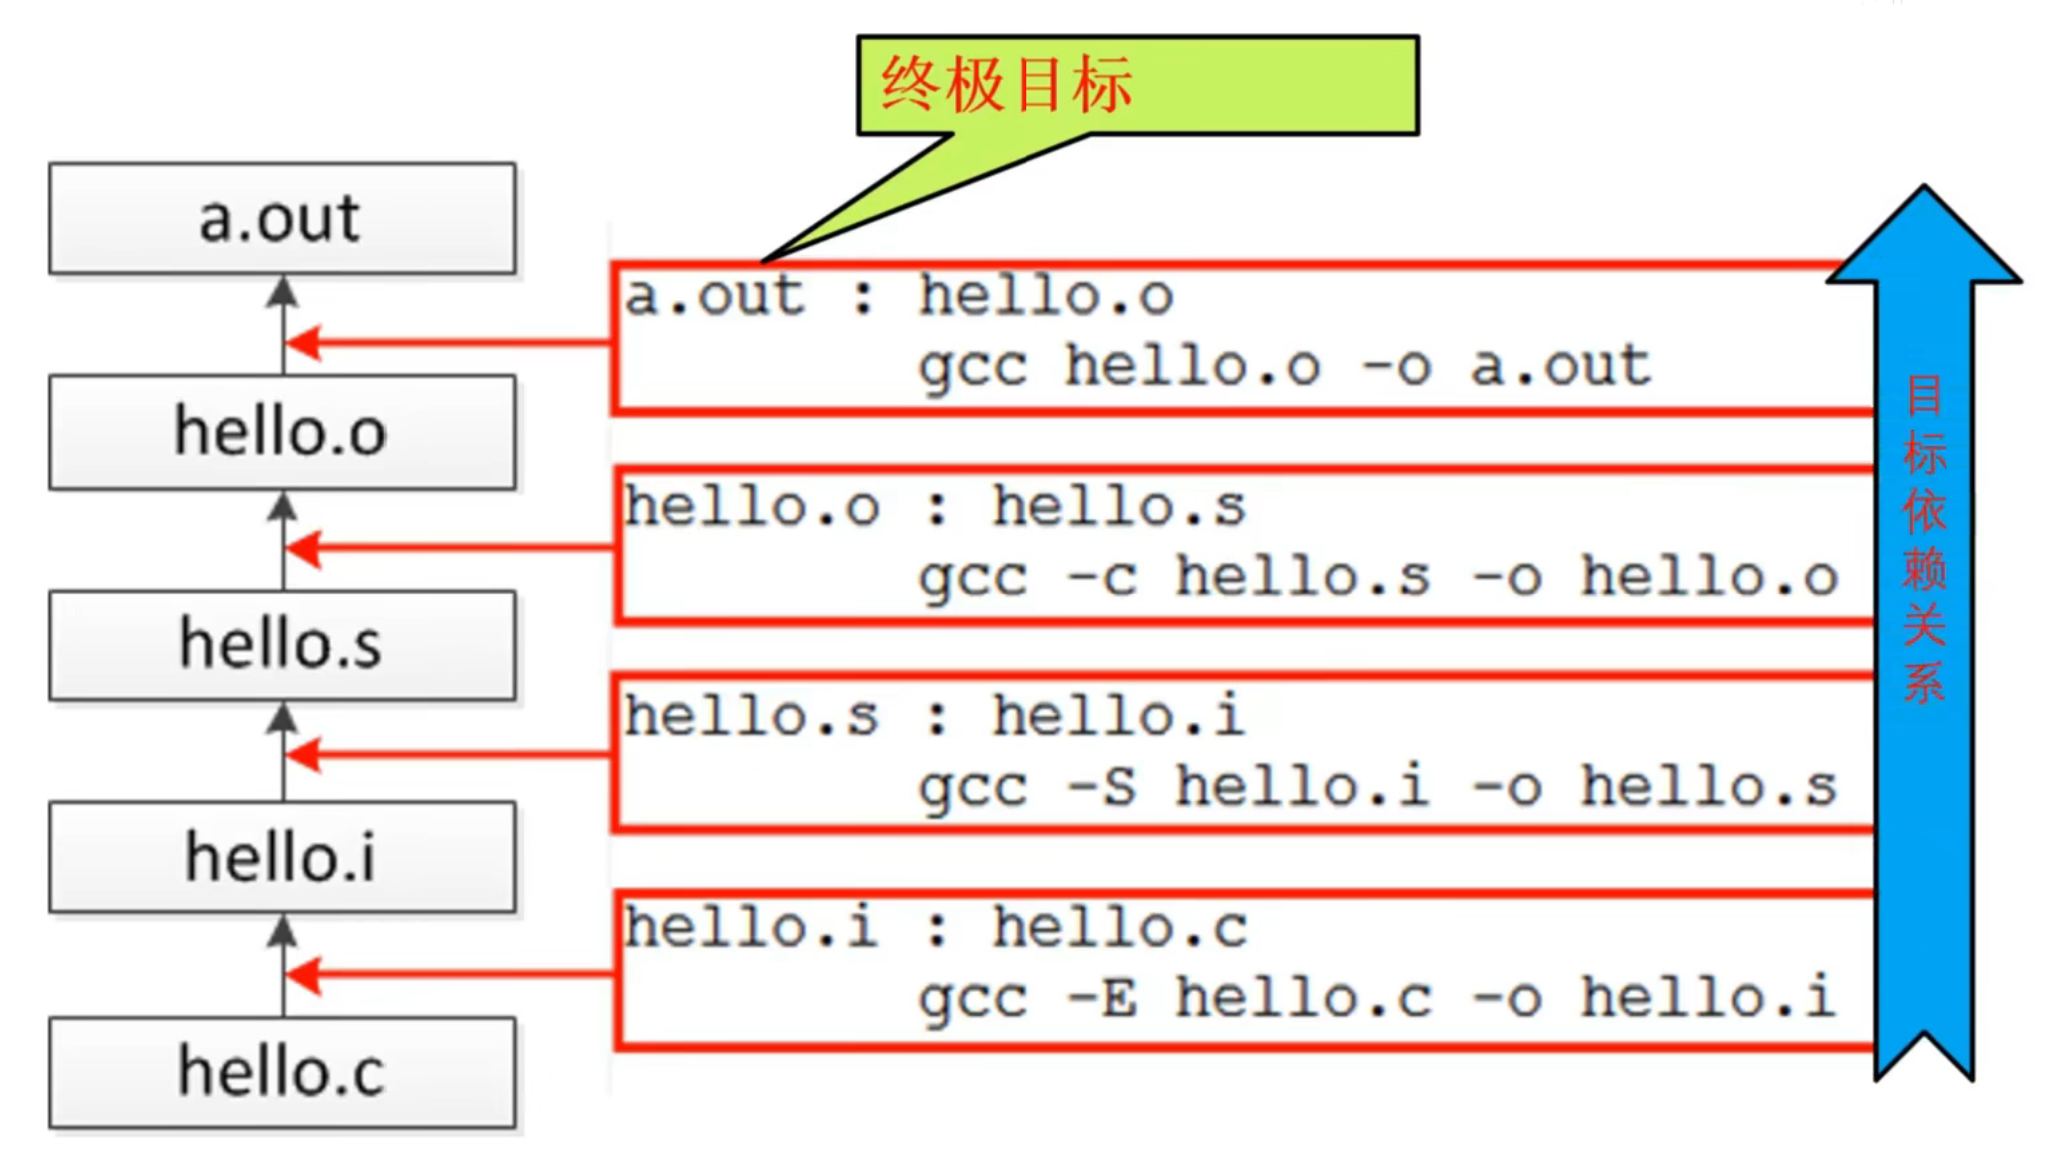 终极目标
a.out
hello.o
hello.s
hello.i
hello.c
a.out : hello.o
gcc hello.o -o a.out
hello.o : hello.s
gcc -c hello.s -o hello.o
hello.s : hello.i
gcc -S hello.i -o hello.s
hello.i : hello.c
gcc -E hello.c -o hello.i
目标依赖关系